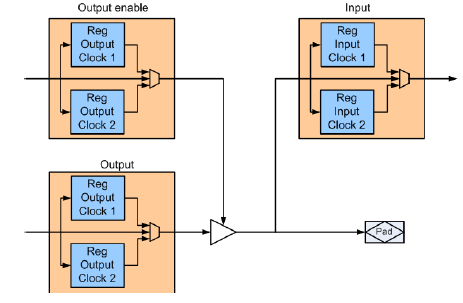 Output enable
Reg
Output
Clock 1
Reg
Output
Clock 2
Input
Reg
Input
Clock 1
Reg
Input
Clock 2
Output
Reg
Output
Clock 1
Reg
Output
Clock 2
Pad